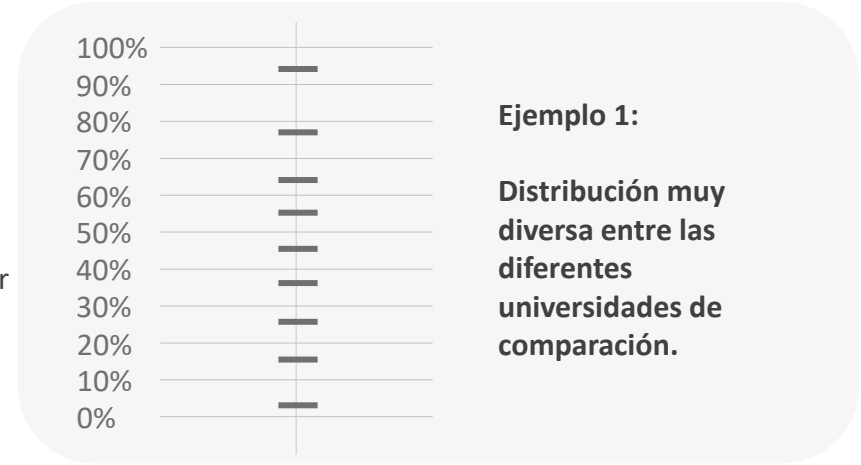 100%
90%
80%
70%
60%
50%
40%
30%
20%
10%
0%
r
Ejemplo 1:
Distribución muy
diversa entre las
diferentes
universidades de
comparación.